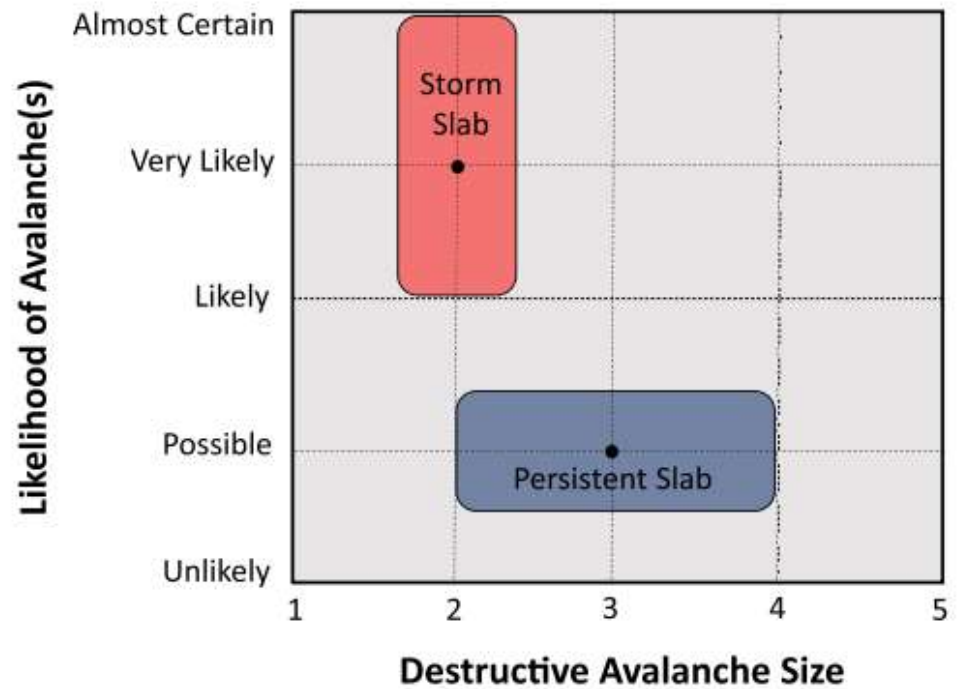 Likelihood of Avalanche(s)
Almost Certain
Very Likely
Likely
Possible
Unlikely
Storm
Slab
Persistent Slab
1 2 3 4 5
Destructive Avalanche Size